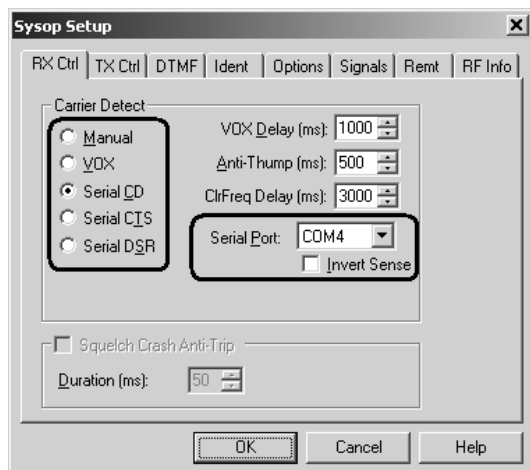 Sysop Setup
RX Ctrl TX Ctrl DTMF Ident Options Signals Remt RF Info
Carrier Detect
Manual
VOX
Serial CD
Serial CTS
Serial DSR
VOX Delay (ms): 1000
Anti-Thump (ms): 500
ClrFreq Delay (ms): 3000
Serial Port: COM4
Invert Sense
Squelch Crash Anti-Trip
Duration (ms): 50
OK Cancel Help